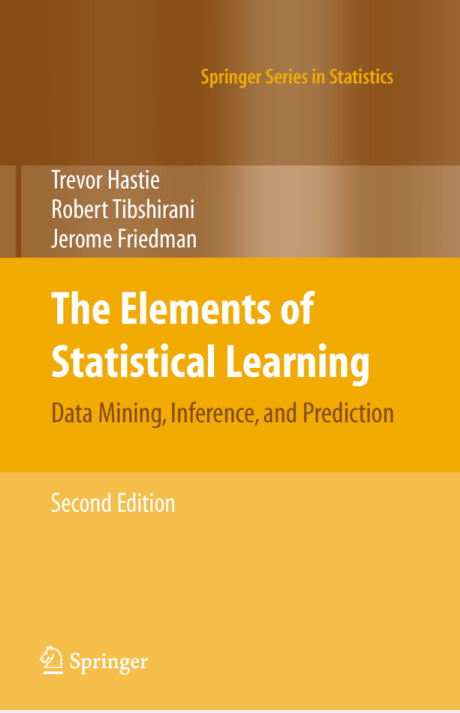 Springer Series in Statistics
Trevor Hastie
Robert Tibshirani
Jerome Friedman
The Elements of
Statistical Learning
Data Mining, Inference, and Prediction
Second Edition
Springer